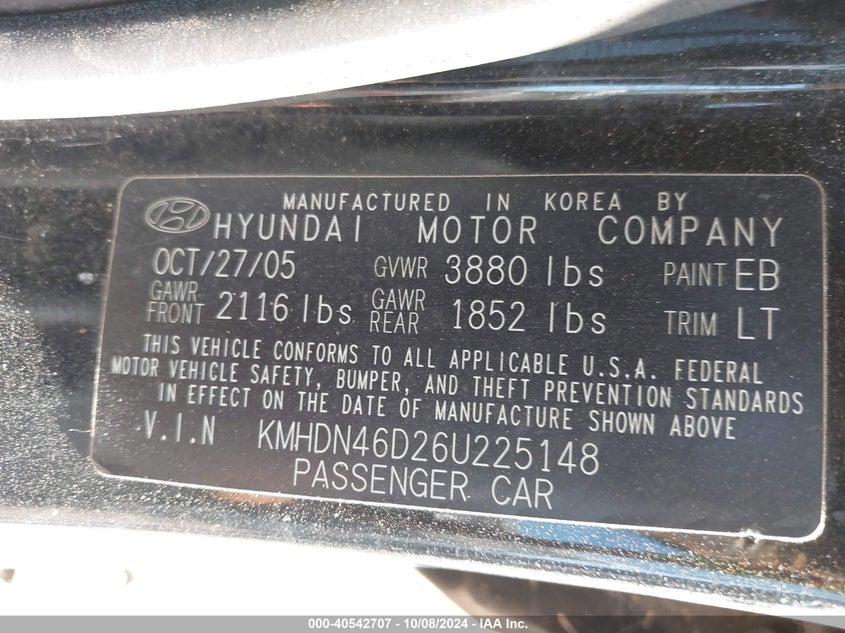 MANUFACTURED IN KOREA BY
HYUNDAI MOTOR COMPANY
OCT/27/05 GVWR 3880 lbs PAINT EB
GAWR FRONT 2116 lbs. GAWR REAR 1852 lbs TRIM LT
THIS VEHICLE CONFORMS TO ALL APPLICABLE U.S.A. FEDERAL
MOTOR VEHICLE SAFETY, BUMPER, AND THEFT PREVENTION STANDARDS
IN EFFECT ON THE DATE OF MANUFACTURE SHOWN ABOVE
V.I.N KMHDN46D26U225148
PASSENGER CAR
000-40542707 - 10/08/2024 - IAA Inc.